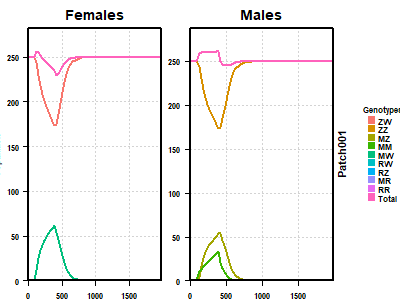 Females
Males
250
200
150
100
50
0
250
200
150
100
50
0
0
500
1000
1500
0
500
1000
1500
Patch001
Genotypes
ZW
ZZ
MZ
MM
MW
RW
RZ
MR
RR
Total